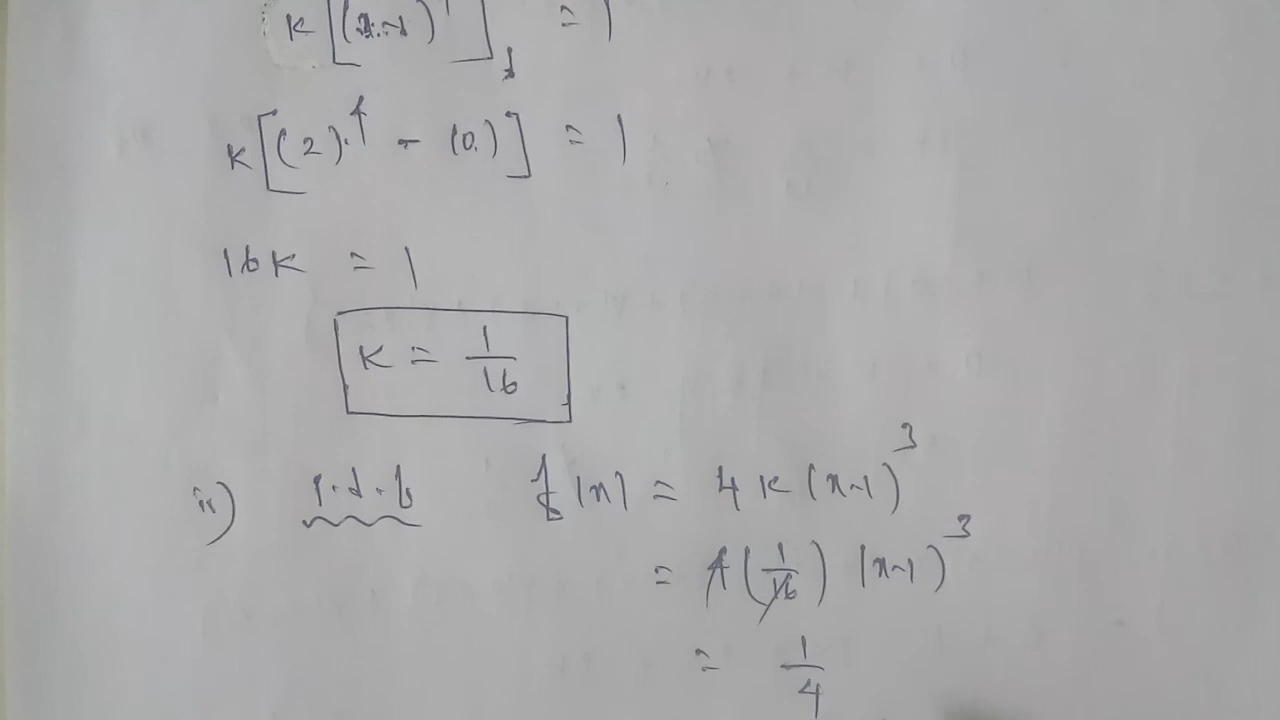 K[(x-1)⁴]₁ = 1
K[(2)⁴ - (0)] = 1
16K = 1
K = 1/16
ii) p.d.f f(x) = 4K(x-1)³
= 4(1/16)(x-1)³
= 1/4